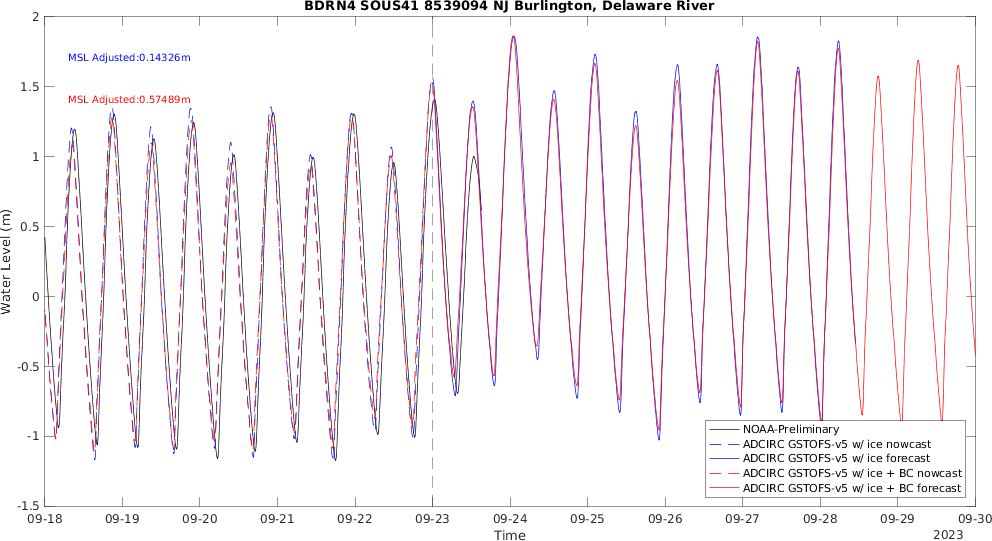 BDRN4 SOUS41 8539094 NJ Burlington, Delaware River
2
1.5
1
0.5
0
-0.5
-1
-1.5
Water Level (m)
MSL Adjusted:0.14326m
MSL Adjusted:0.57489m
NOAA-Preliminary
ADCIRC GSTOFS-v5 w/ ice nowcast
ADCIRC GSTOFS-v5 w/ ice forecast
ADCIRC GSTOFS-v5 w/ ice + BC nowcast
ADCIRC GSTOFS-v5 w/ ice + BC forecast
09-18 09-19 09-20 09-21 09-22 09-23 09-24 09-25 09-26 09-27 09-28 09-29 09-30
Time
2023